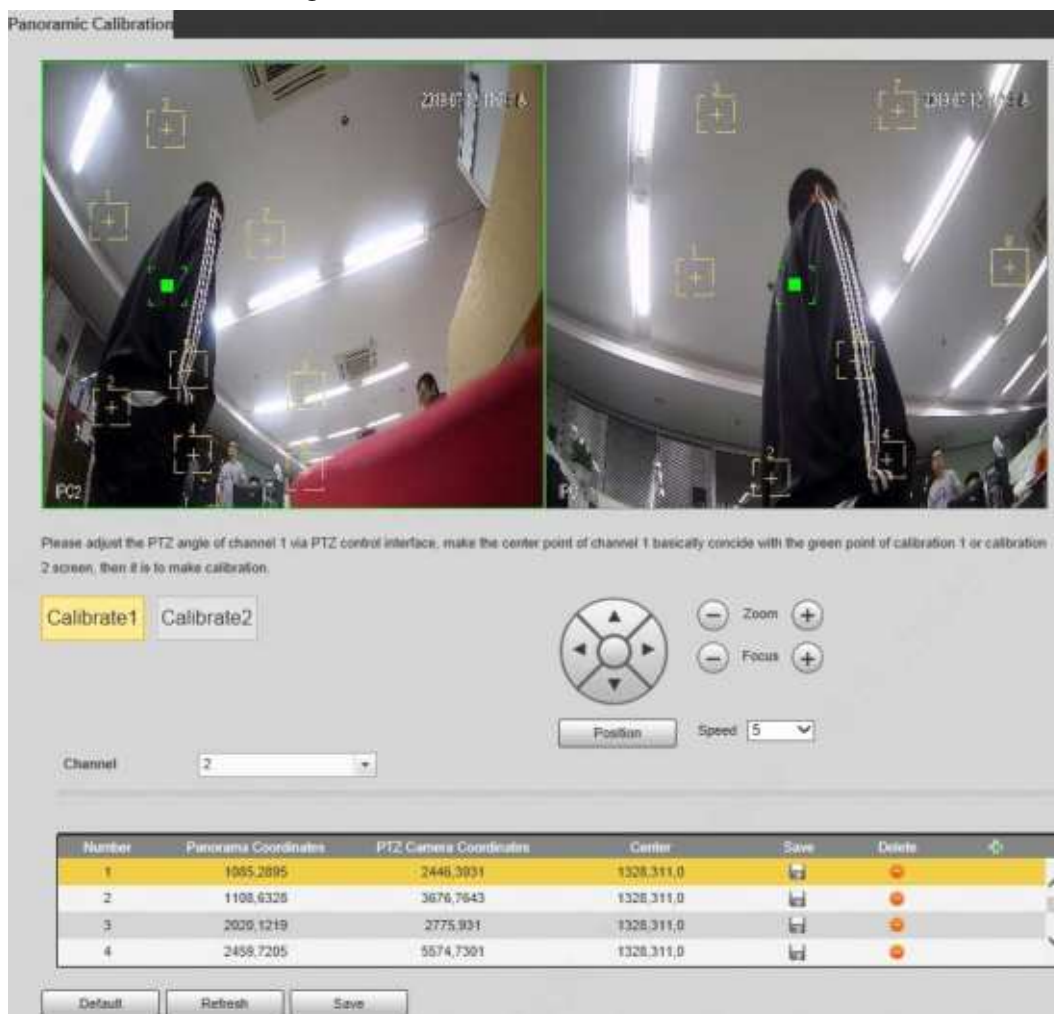 Panoramic Calibration
IPC2
Please adjust the PTZ angle of channel 1 via PTZ control interface, make the center point of channel 1 basically concide with the green point of calibration 1 or calibration
2 screen, then it is to make calibration.
Calibrate1 Calibrate2
Zoom
Focus
Position Speed 5
Channel 2
Number Panorama Coordinates PTZ Camera Coordinates Center Save Delete
1 1085,2895 2446,3931 1328,311,0
2 1108,6328 3676,7643 1328,311,0
3 2020,1219 2775,931 1328,311,0
4 2459,7205 5574,7301 1328,311,0
Default Refresh Save